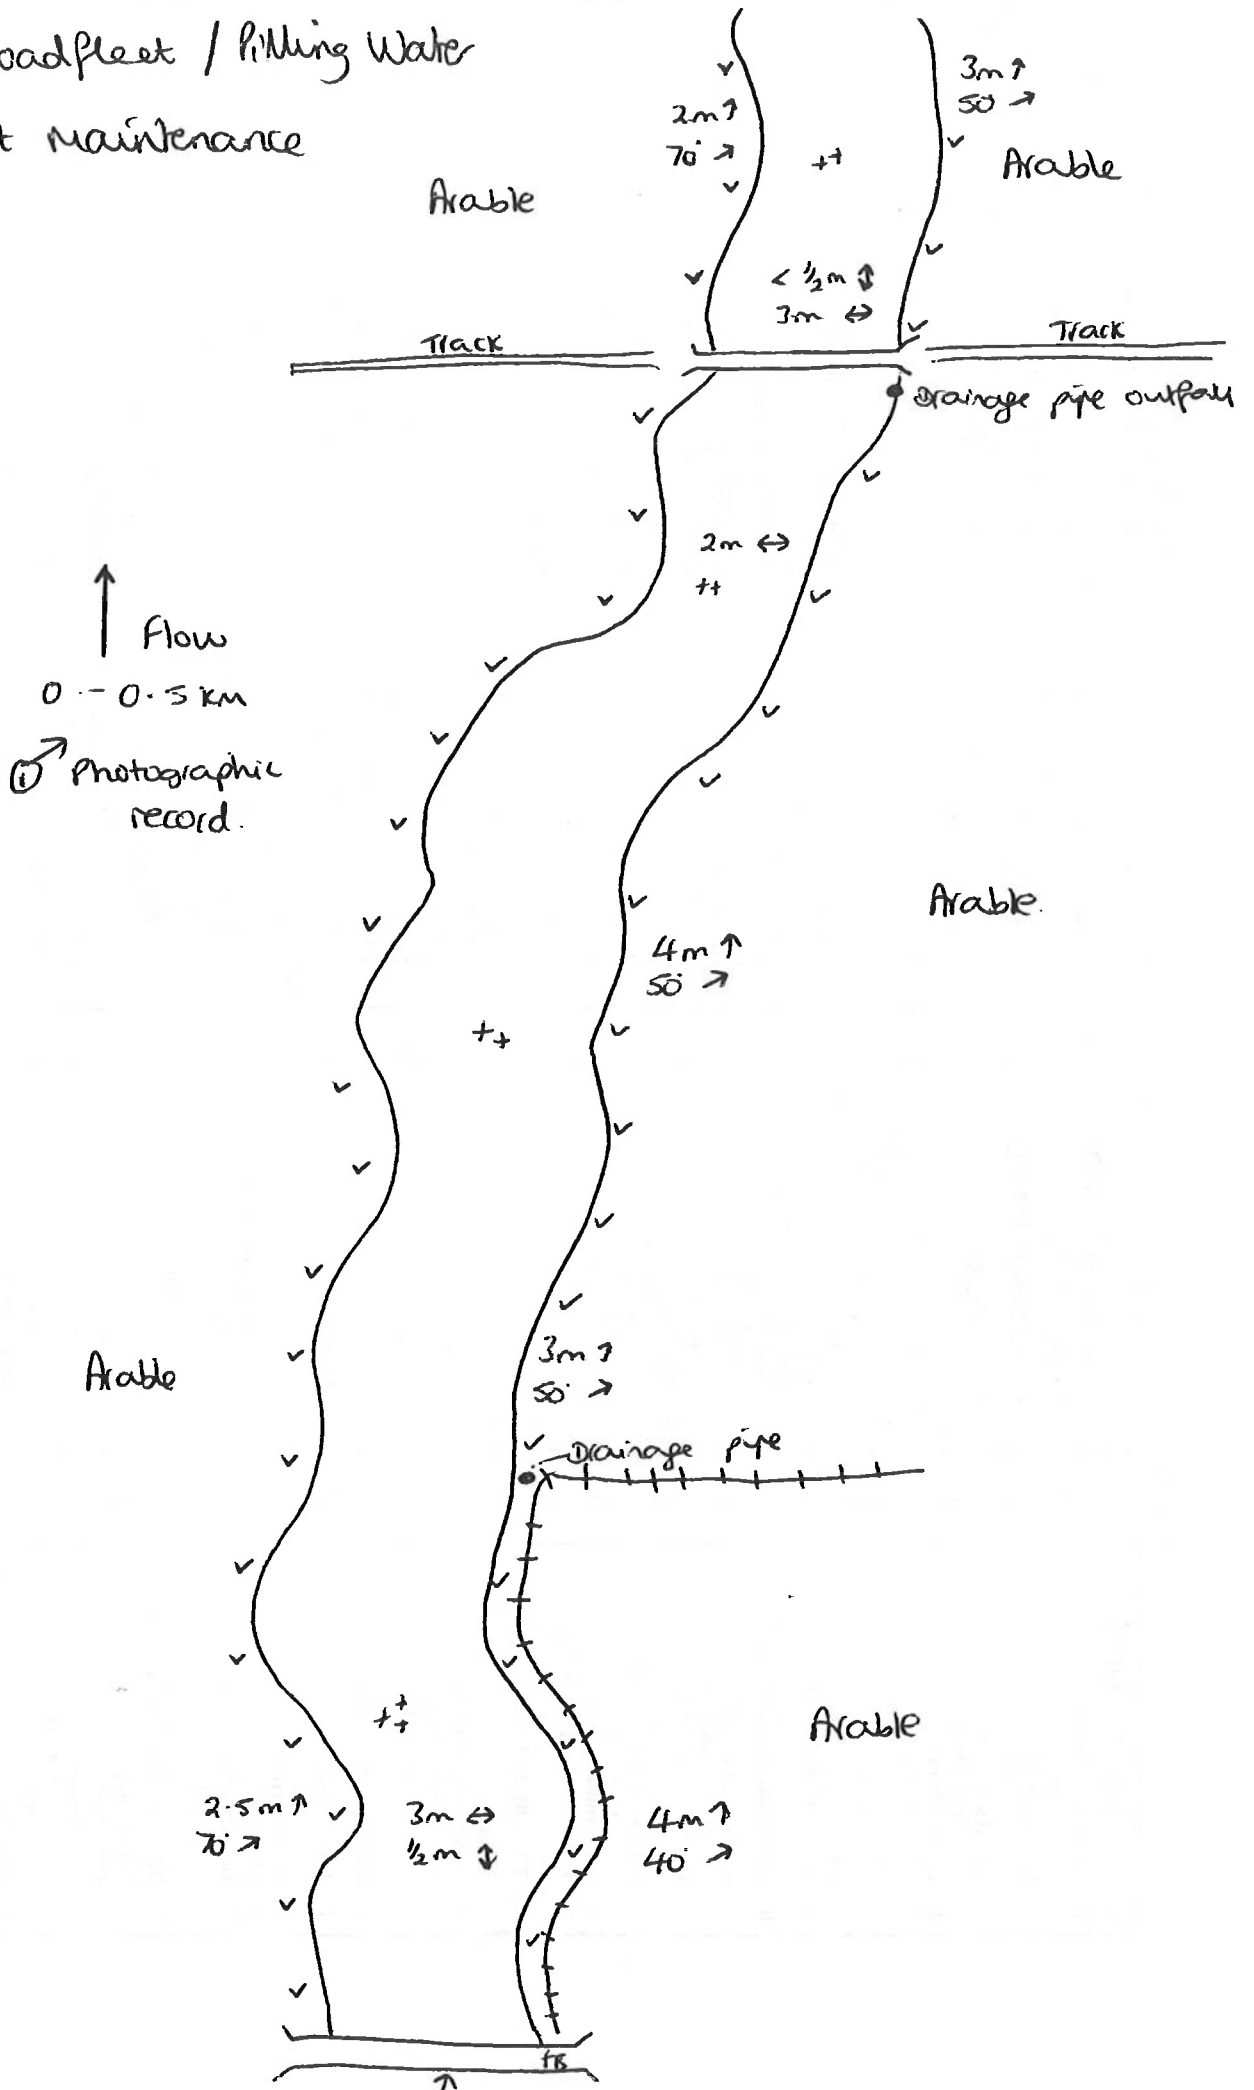 oadfleet / Pilling Water
t Maintenance
3m ↑
50° ↗
2m ↑
70° ↗
++
Arable
Arable
< 1/2m ↕
3m ↔
Track
Track
Drainage pipe outfall
2m ↔
++
Flow
0 - 0.5 KM
① Photographic
record.
Arable.
4m ↑
50° ↗
++
3m ↑
50° ↗
Arable
Drainage pipe
+++
Arable
2.5m ↑
70° ↗
3m ↔
1/2m ↕
4m ↑
40° ↗